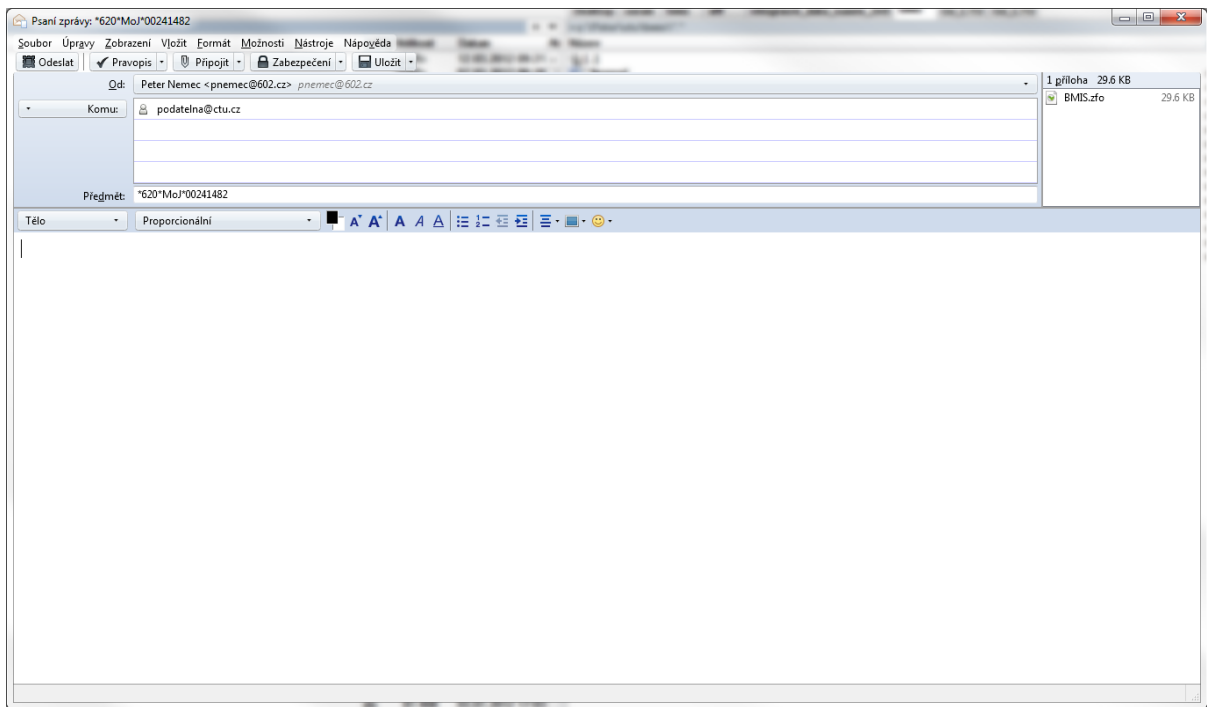 Psaní zprávy: *620*MoJ*00241482
Soubor Úpravy Zobrazení Vložit Formát Možnosti Nástroje Nápověda
Odeslat Pravopis Připojit Zabezpečení Uložit
Od: Peter Nemec <pnemec@602.cz> pnemec@602.cz
1 příloha 29.6 KB
Komu: podatelna@ctu.cz
BMIS.zfo 29.6 KB
Předmět: *620*MoJ*00241482
Tělo Proporcionální